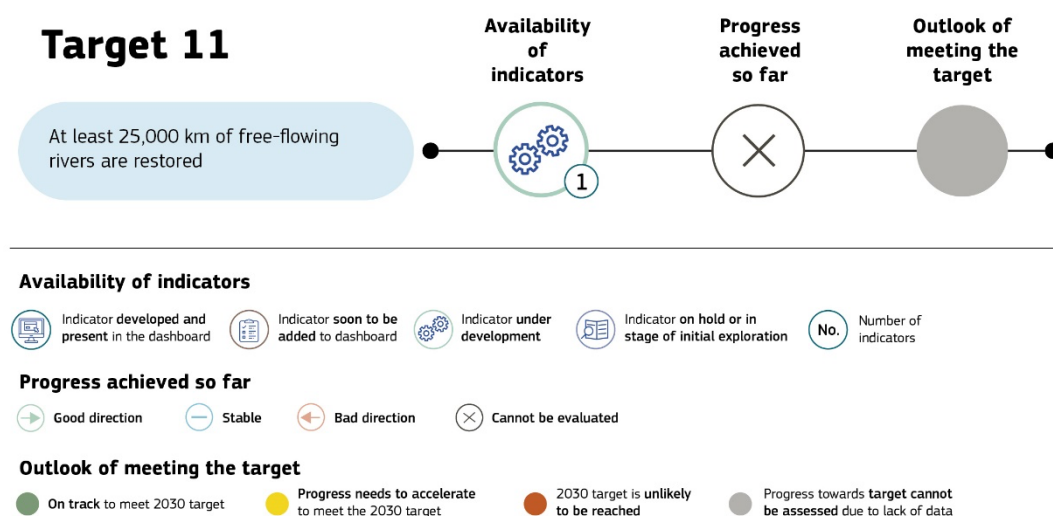 Target 11
Availability
of
indicators
Progress
achieved
so far
Outlook of
meeting the
target
At least 25,000 km of free-flowing
rivers are restored
1
Availability of indicators
Indicator developed and
present in the dashboard
Indicator soon to be
added to dashboard
Indicator under
development
Indicator on hold or in
stage of initial exploration
No.
Number of
indicators
Progress achieved so far
Good direction
Stable
Bad direction
Cannot be evaluated
Outlook of meeting the target
On track to meet 2030 target
Progress needs to accelerate
to meet the 2030 target
2030 target is unlikely
to be reached
Progress towards target cannot
be assessed due to lack of data